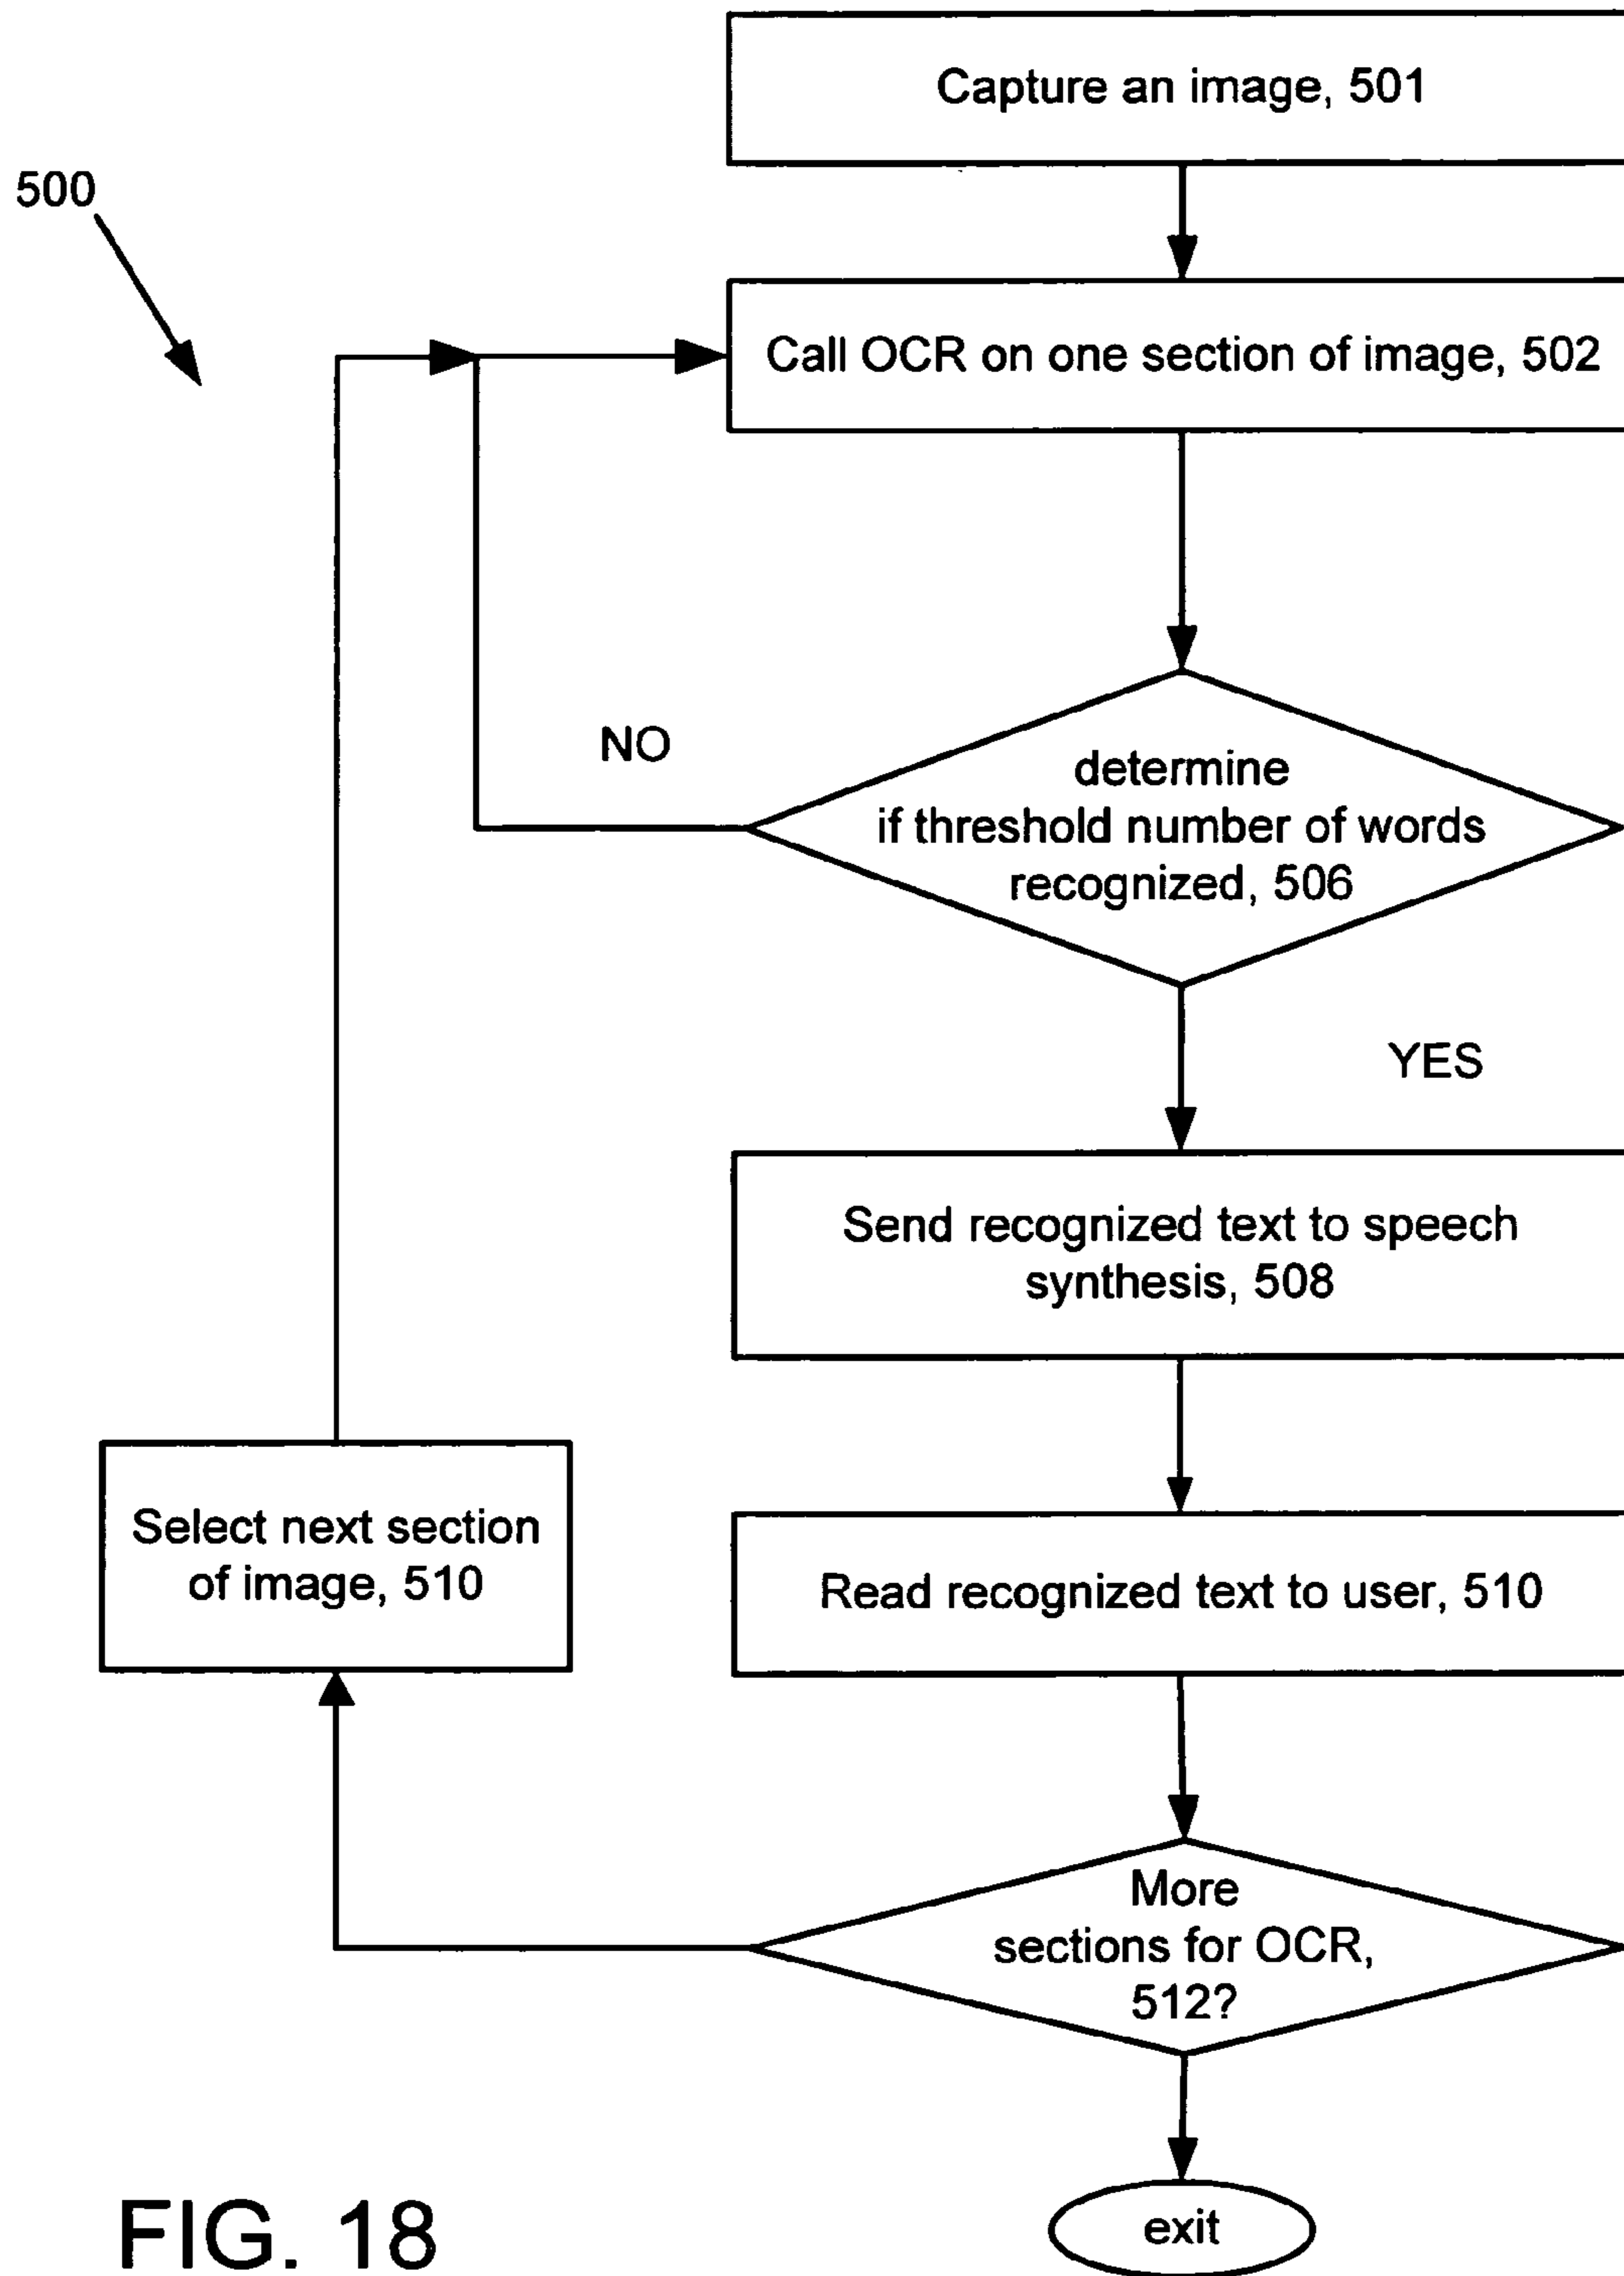 Capture an image, 501
500
Call OCR on one section of image, 502
NO
determine
if threshold number of words
recognized, 506
YES
Send recognized text to speech
synthesis, 508
Select next section
of image, 510
Read recognized text to user, 510
More
sections for OCR,
512?
exit
FIG. 18